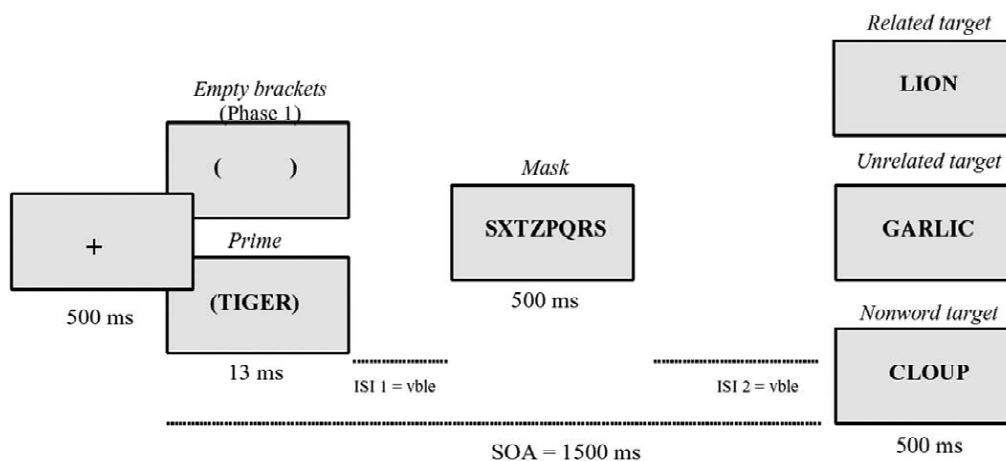 Empty brackets
(Phase 1)
( )
+
500 ms
Prime
(TIGER)
13 ms
ISI 1 = vble
Mask
SXTZPQRS
500 ms
ISI 2 = vble
SOA = 1500 ms
Related target
LION
Unrelated target
GARLIC
Nonword target
CLOUP
500 ms